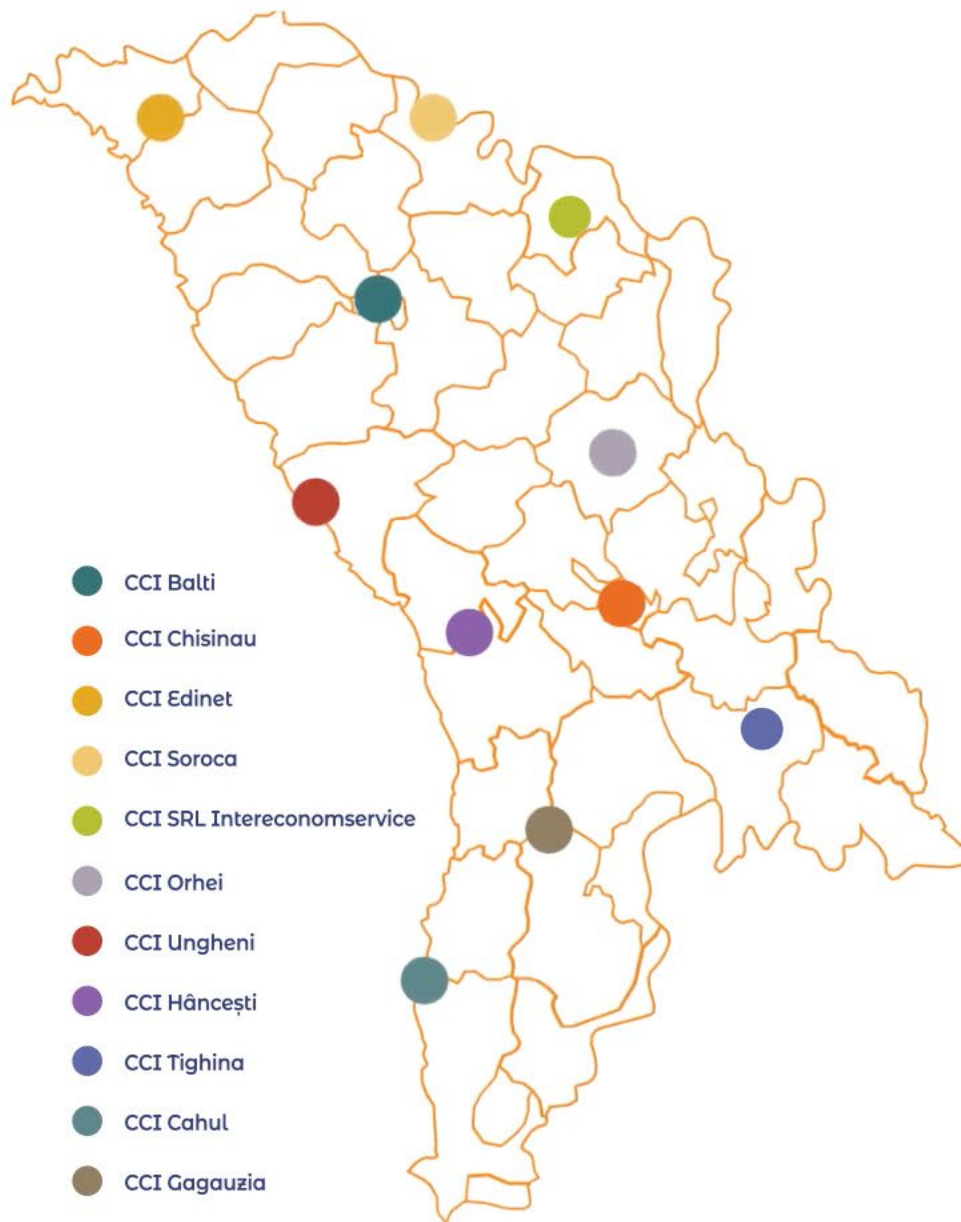 CCI Balti
CCI Chisinau
CCI Edinet
CCI Soroca
CCI SRL Intereconomservice
CCI Orhei
CCI Ungheni
CCI Hâncești
CCI Tighina
CCI Cahul
CCI Gagauzia